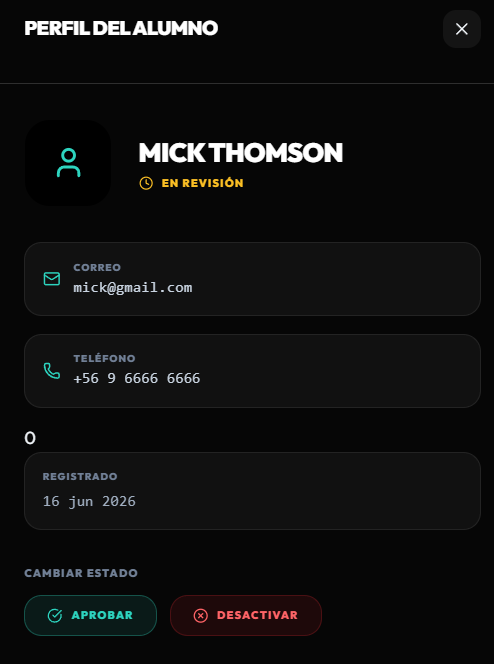 PERFIL DEL ALUMNO
MICK THOMSON
EN REVISIÓN
CORREO
mick@gmail.com
TELÉFONO
+56 9 6666 6666
0
REGISTRADO
16 jun 2026
CAMBIAR ESTADO
APROBAR
DESACTIVAR